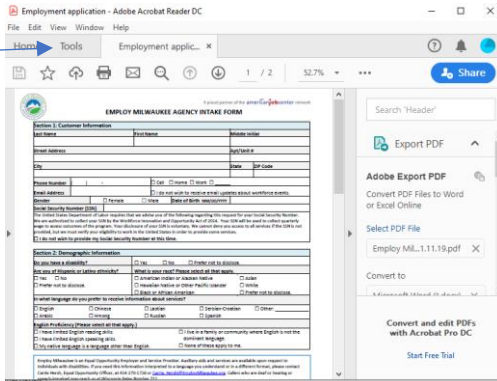 Employment application - Adobe Acrobat Reader DC
File Edit View Window Help
Home Tools Employment applic... ×
1 / 2 52.7%
Share
Search 'Header'
Export PDF
Adobe Export PDF
Convert PDF Files to Word
or Excel Online
Select PDF File
Employ Mil...1.11.19.pdf
Convert to
Convert and edit PDFs
with Acrobat Pro DC
Start Free Trial
EMPLOY MILWAUKEE AGENCY INTAKE FORM
Section 1: Customer Information
Last Name First Name Middle Initial
Street Address Apt/Unit #
City State ZIP Code
Phone Number ( ) - Cell Home Work
Email Address I do not wish to receive email updates about workforce events.
Gender Female Male Date of Birth
Social Security Number (SSN)
I do not wish to provide my Social Security Number at this time.
Section 2: Demographic Information
Do you have a disability? Yes No Prefer not to disclose.
Are you of Hispanic or Latino ethnicity? What is your race? Please select all that apply.
Yes No American Indian or Alaskan Native Asian
Prefer not to disclose. Hawaiian Native or Other Pacific Islander White
Black or African American Prefer not to disclose.
In what language do you prefer to receive information about services?
English Chinese Laotian Serbian-Croatian Other
Arabic Hmong Russian Spanish
English Proficiency (Please select all that apply.)
I have limited English reading skills I live in a family or community where English is not the
I have limited English speaking skills dominant language.
My native language is a language other than English. None of these apply to me.